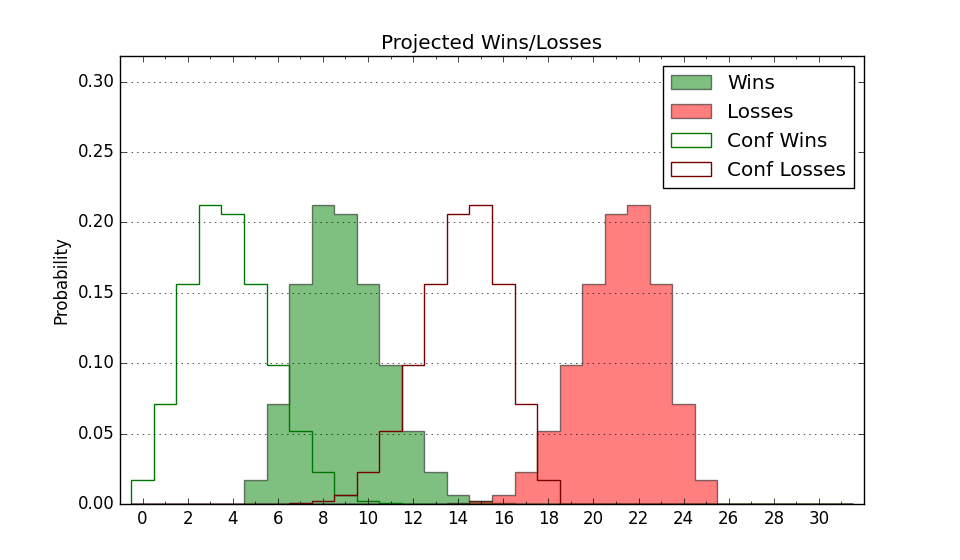 Projected Wins/Losses
Wins
Losses
Conf Wins
Conf Losses
Probability
0.30
0.25
0.20
0.15
0.10
0.05
0.00
0 2 4 6 8 10 12 14 16 18 20 22 24 26 28 30